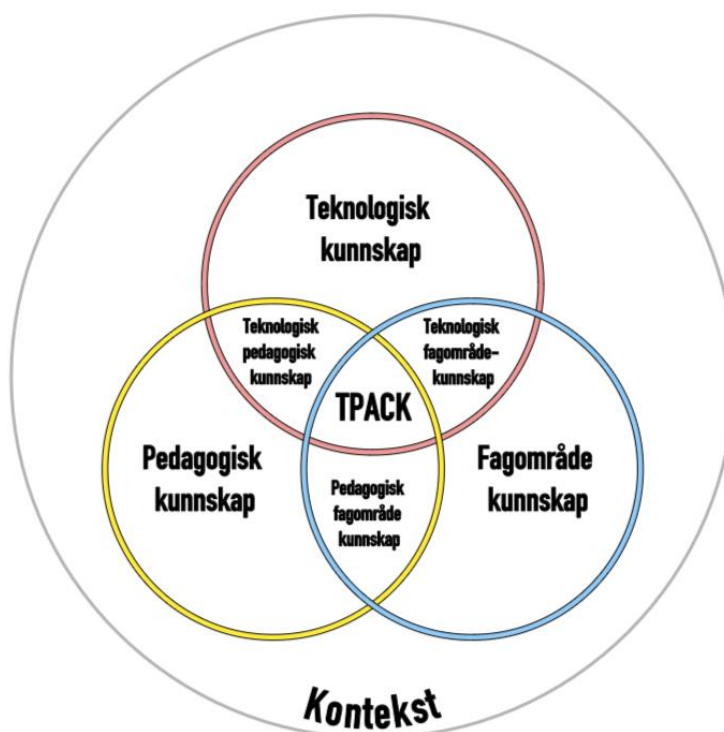 Teknologisk
kunnskap
Teknologisk
pedagogisk
kunnskap
Teknologisk
fagområde-
kunnskap
TPACK
Pedagogisk
kunnskap
Fagområde
kunnskap
Pedagogisk
fagområde
kunnskap
Kontekst